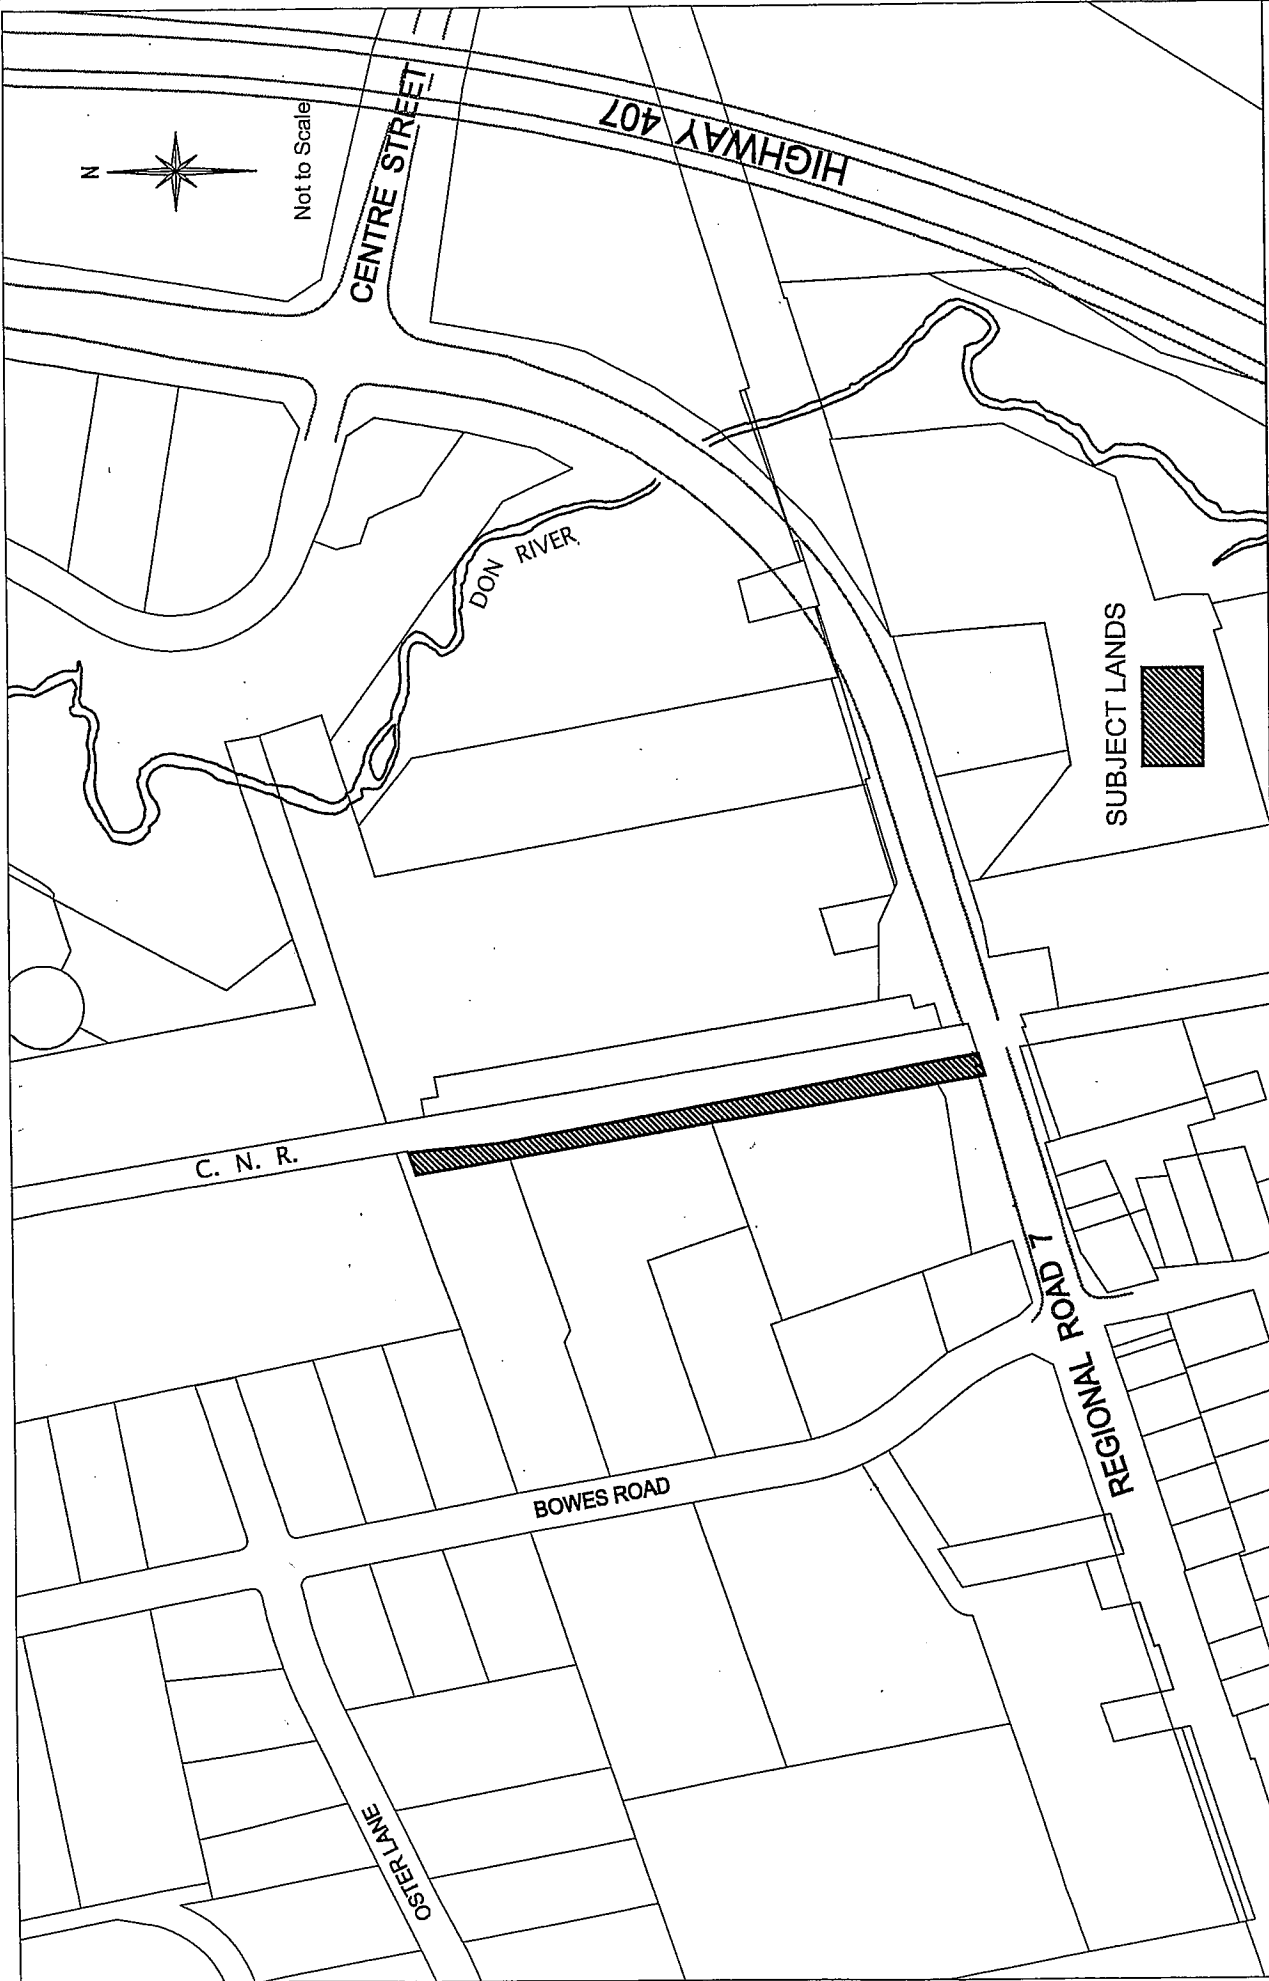 N
Not to Scale
CENTRE STREET
HIGHWAY 407
DON RIVER
SUBJECT LANDS
C. N. R.
REGIONAL ROAD 7
BOWES ROAD
OSTER LANE